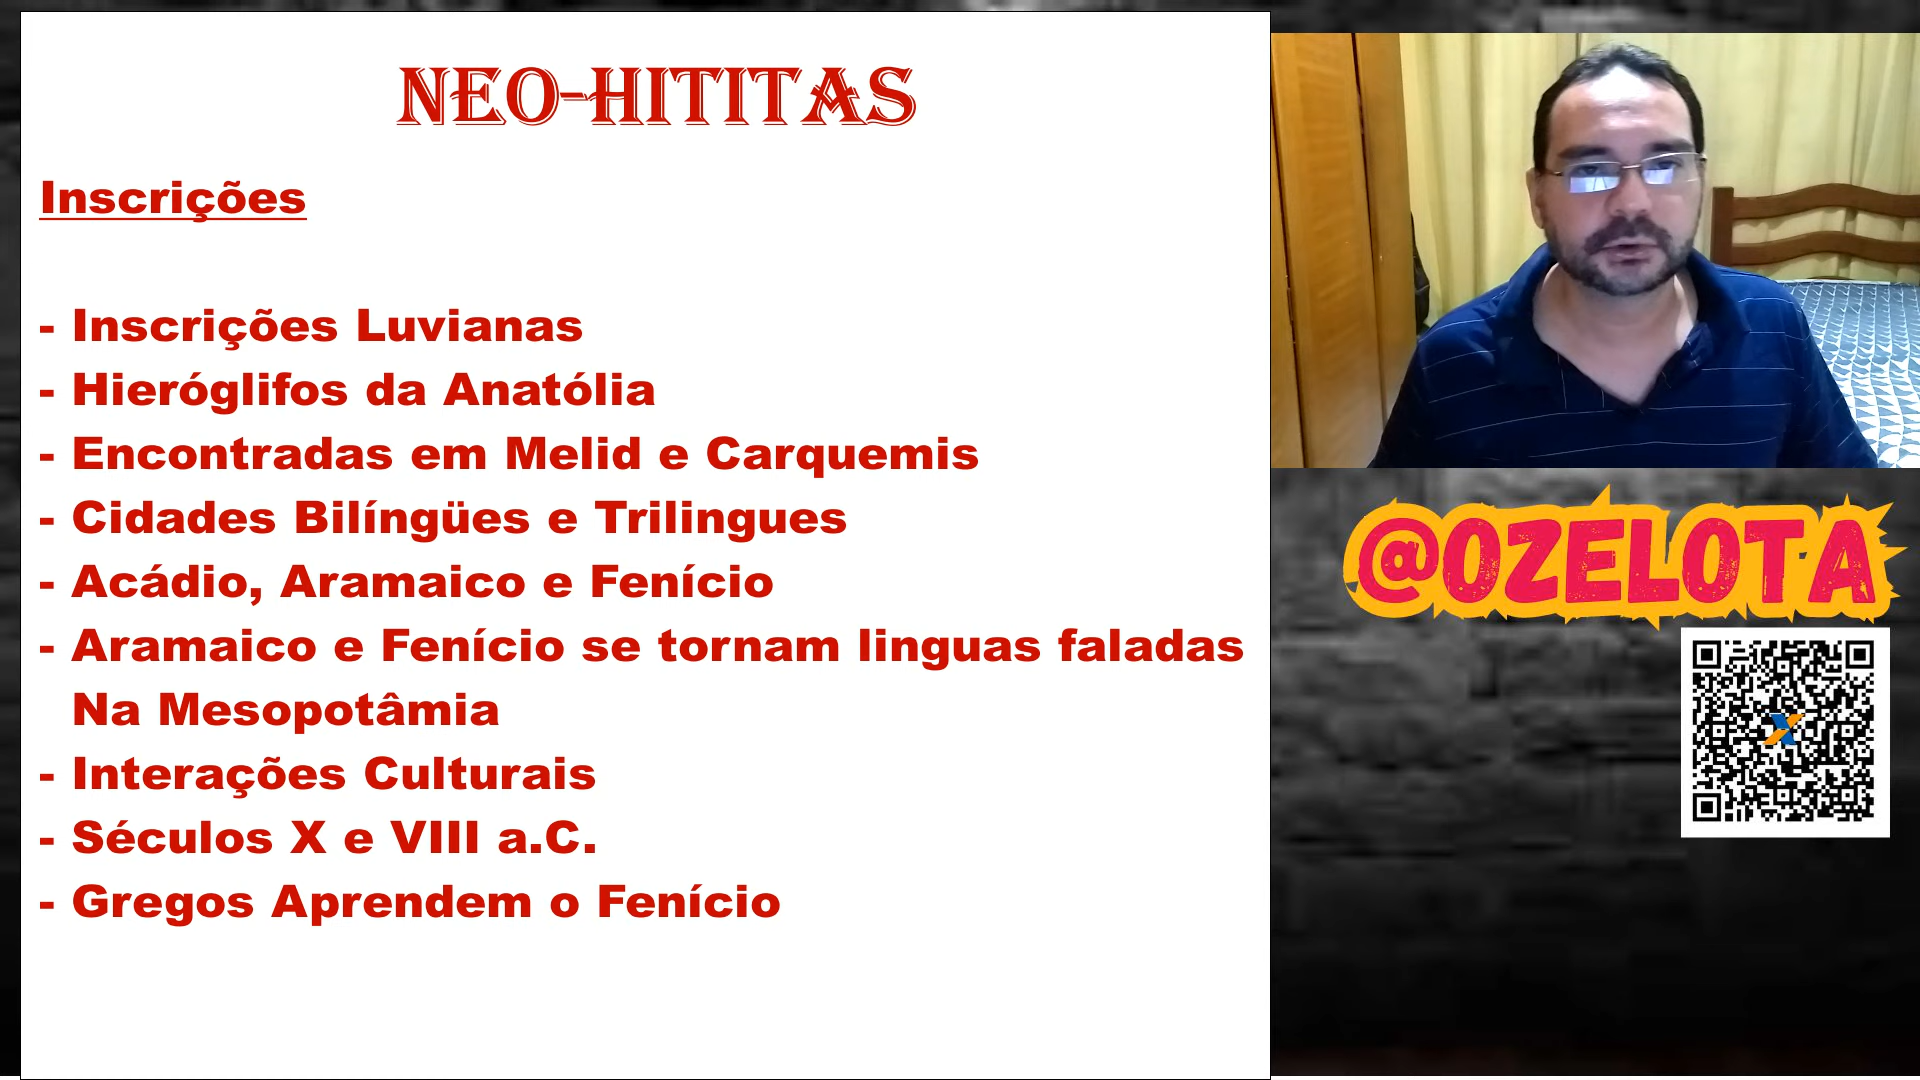 NEO-HITITAS
Inscrições
- Inscrições Luvianas
- Hieróglifos da Anatólia
- Encontradas em Melid e Carquemis
- Cidades Bilíngües e Trilingues
- Acádio, Aramaico e Fenício
- Aramaico e Fenício se tornam linguas faladas
Na Mesopotâmia
- Interações Culturais
- Séculos X e VIII a.C.
- Gregos Aprendem o Fenício
@OZELOTA